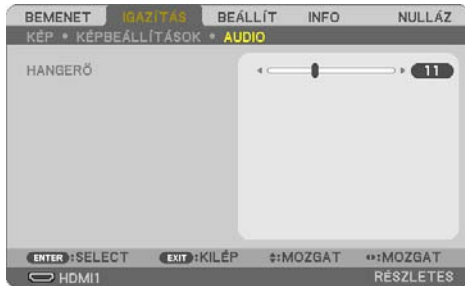 BEMENET IGAZÍTÁS BEÁLLÍT INFO NULLÁZ
KÉP • KÉPBEÁLLÍTÁSOK • AUDIO
HANGERŐ 11
ENTER :SELECT EXIT :KILÉP :MOZGAT :MOZGAT
HDMI1 RÉSZLETES